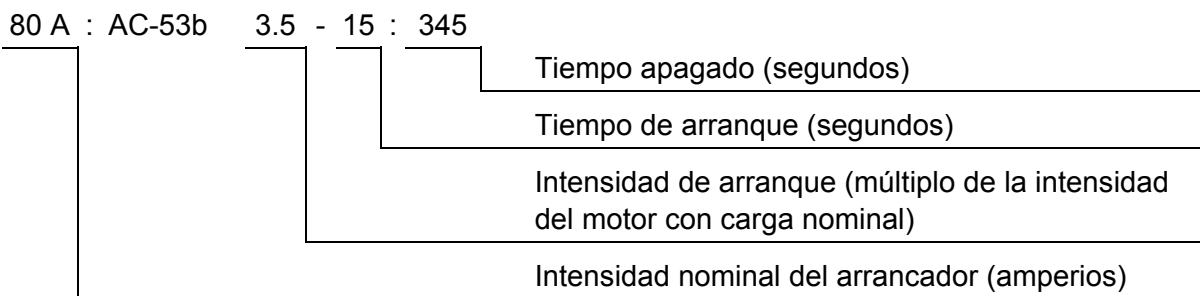 80 A : AC-53b 3.5 - 15 : 345
Tiempo apagado (segundos)
Tiempo de arranque (segundos)
Intensidad de arranque (múltiplo de la intensidad
del motor con carga nominal)
Intensidad nominal del arrancador (amperios)